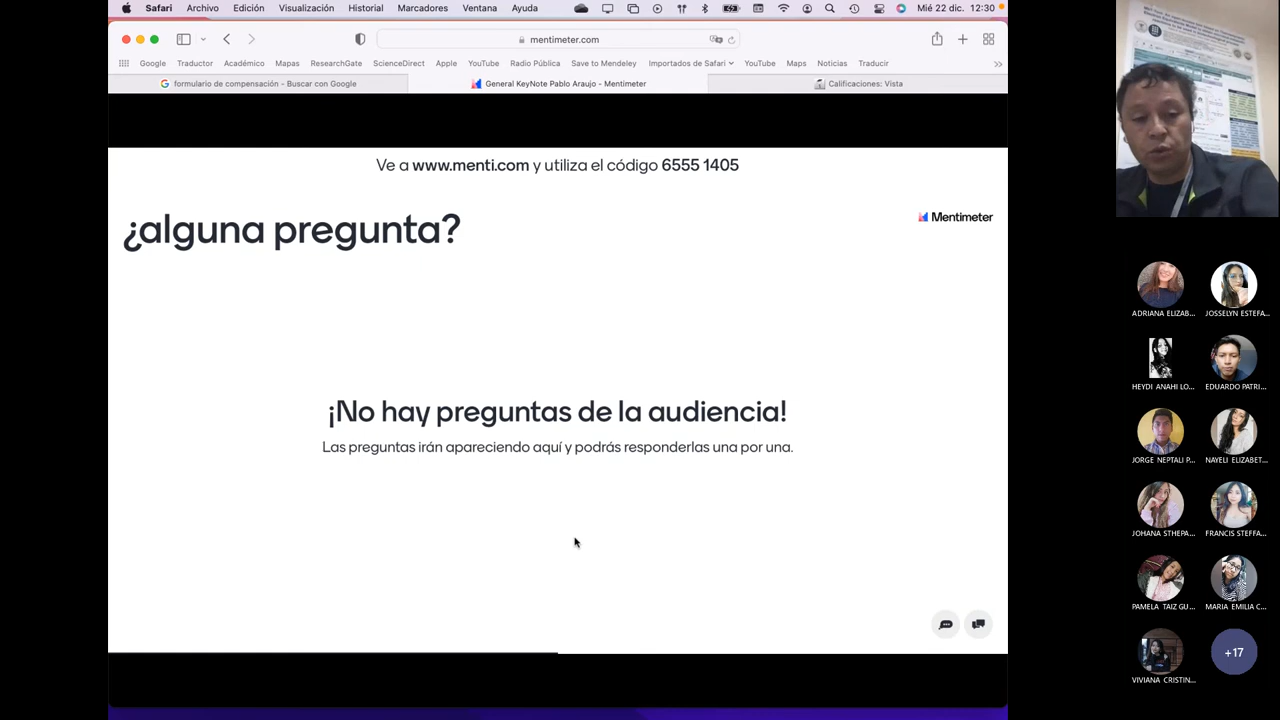 Safari Archivo Edición Visualización Historial Marcadores Ventana Ayuda Mié 22 dic. 12:30
mentimeter.com
Google Traductor Académico Mapas ResearchGate ScienceDirect Apple YouTube Radio Pública Save to Mendeley Importados de Safari YouTube Maps Noticias Traducir
formulario de compensación - Buscar con Google
General KeyNote Pablo Araujo - Mentimeter
Calificaciones: Vista
Ve a www.menti.com y utiliza el código 6555 1405
¿alguna pregunta?
Mentimeter
¡No hay preguntas de la audiencia!
Las preguntas irán apareciendo aquí y podrás responderlas una por una.
ADRIANA ELIZAB... JOSSELYN ESTEFA...
HEYDI ANAHI LO... EDUARDO PATRI...
JORGE NEPTALI P... NAYELI ELIZABET...
JOHANA STHEPA... FRANCIS STEFFA...
PAMELA TAIZ GU... MARIA EMILIA C...
+17
VIVIANA CRISTIN...